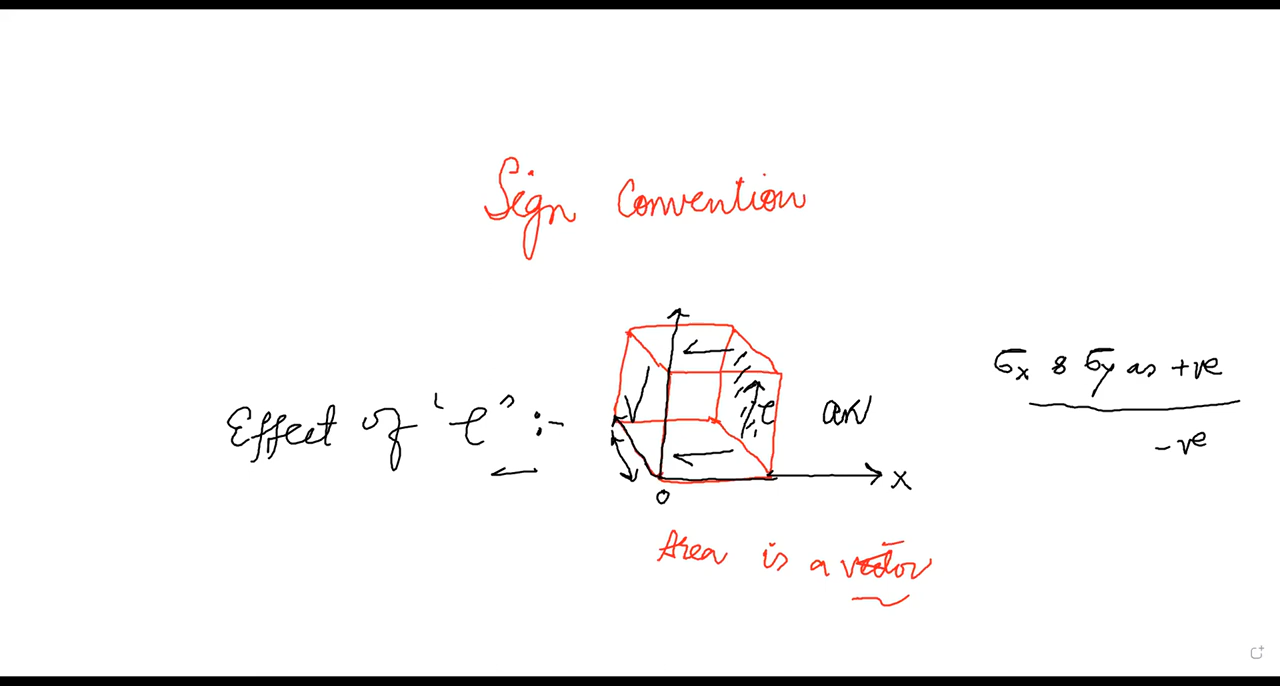 Sign Convention
σx & σy as +ve
-ve
Effect of 'τ' :-
τ
x
o
Area is a vector